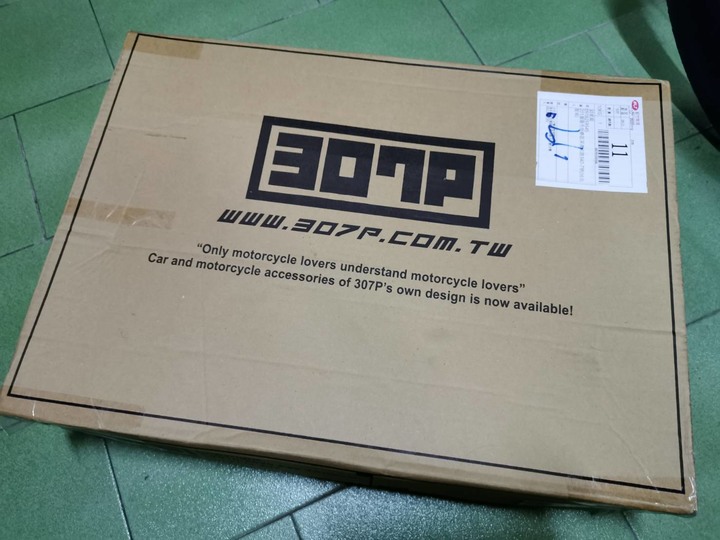 307P
www.307P.com.tw
“Only motorcycle lovers understand motorcycle lovers”
Car and motorcycle accessories of 307P's own design is now available!
11